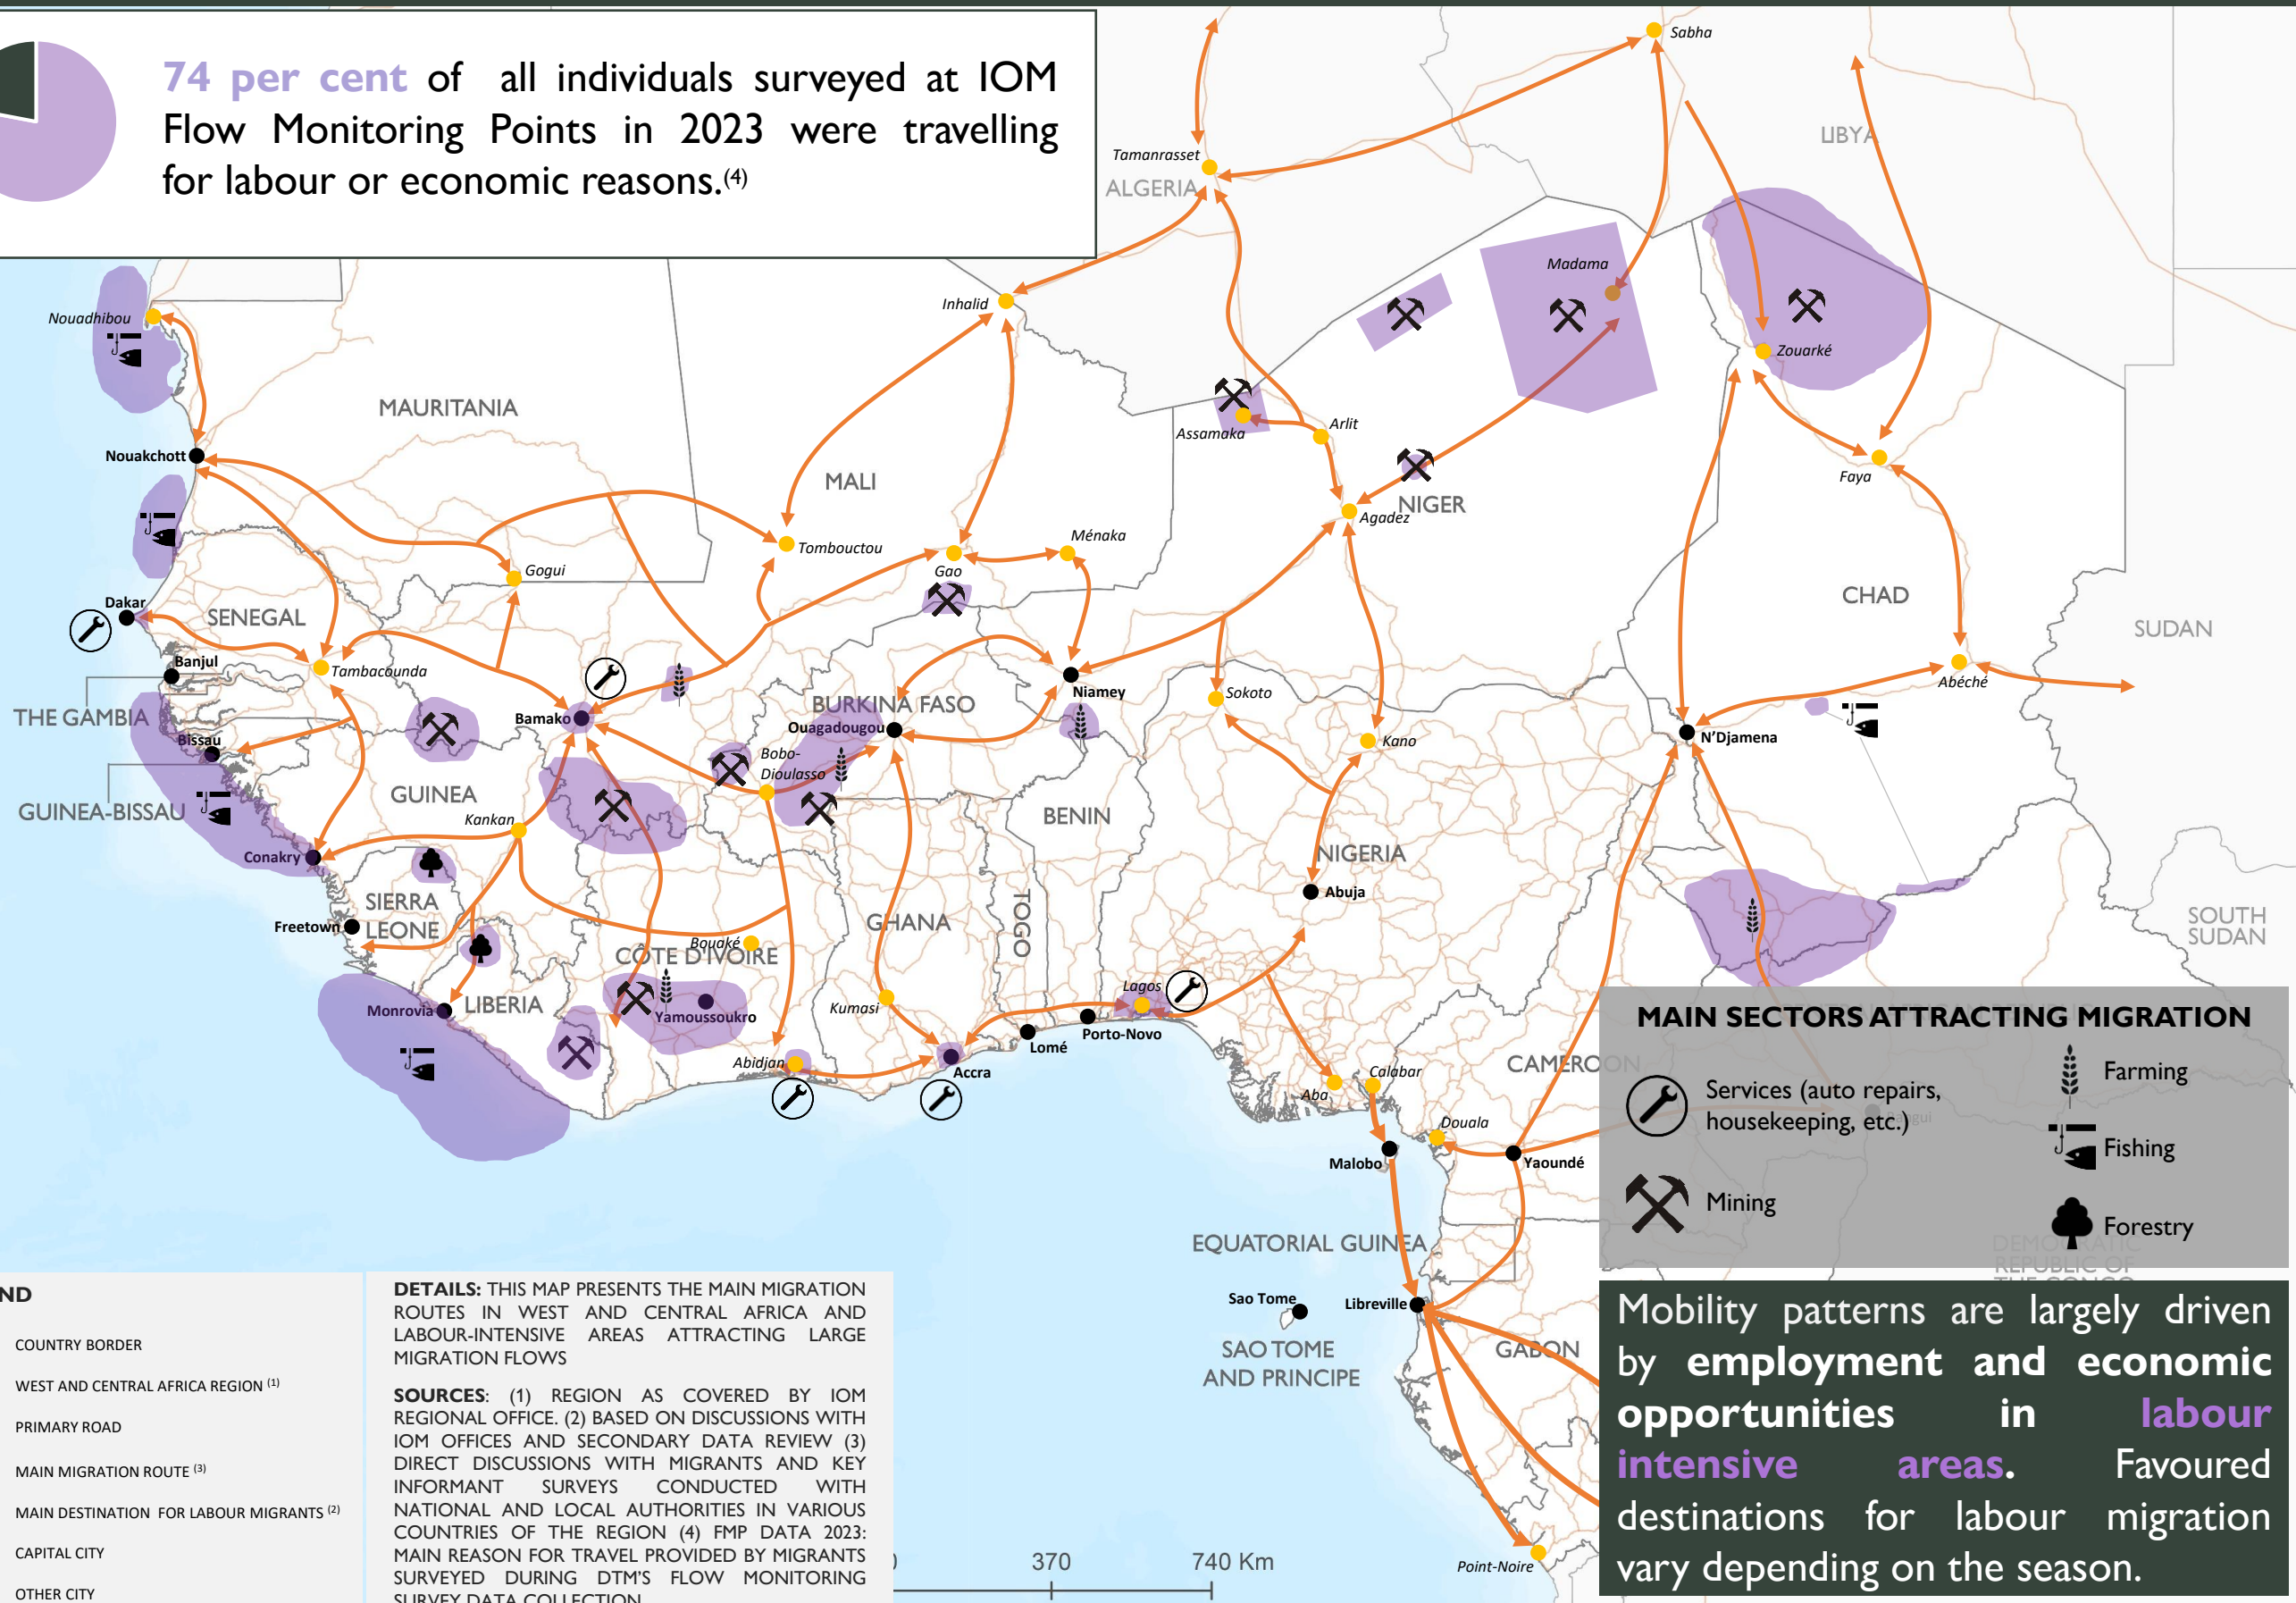 74 per cent of all individuals surveyed at IOM
Flow Monitoring Points in 2023 were travelling
for labour or economic reasons.(4)
Sabha
LIBYA
Tamanrasset
ALGERIA
Madama
Inhalid
Nouadhibou
Zouarké
MAURITANIA
Assamaka
Arlit
Nouakchott
MALI
Faya
NIGER
Agadez
Tombouctou
Ménaka
Gao
Gogui
CHAD
Dakar
SENEGAL
SUDAN
Banjul
Tambacounda
Abéché
Niamey
Sokoto
THE GAMBIA
BURKINA FASO
Bamako
Ouagadougou
Bissau
N'Djamena
Kano
Bobo-
Dioulasso
GUINEA
GUINEA-BISSAU
BENIN
Kankan
Conakry
NIGERIA
Abuja
SIERRA
LEONE
Freetown
GHANA
TOGO
SOUTH
SUDAN
Bouaké
CÔTE D'IVOIRE
Lagos
Monrovia
LIBERIA
Yamoussoukro
Kumasi
Porto-Novo
Lomé
Abidjan
Accra
CAMEROON
Calabar
Aba
Douala
Malobo
Yaoundé
MAIN SECTORS ATTRACTING MIGRATION
Services (auto repairs,
housekeeping, etc.)
Farming
Fishing
Mining
Forestry
DEMOCRATIC
REPUBLIC OF
THE CONGO
EQUATORIAL GUINEA
Sao Tome
Libreville
SAO TOME
AND PRINCIPE
GABON
Point-Noire
Mobility patterns are largely driven
by employment and economic
opportunities in labour
intensive areas. Favoured
destinations for labour migration
vary depending on the season.
ND
COUNTRY BORDER
WEST AND CENTRAL AFRICA REGION (1)
PRIMARY ROAD
MAIN MIGRATION ROUTE (3)
MAIN DESTINATION FOR LABOUR MIGRANTS (2)
CAPITAL CITY
OTHER CITY
DETAILS: THIS MAP PRESENTS THE MAIN MIGRATION
ROUTES IN WEST AND CENTRAL AFRICA AND
LABOUR-INTENSIVE AREAS ATTRACTING LARGE
MIGRATION FLOWS
SOURCES: (1) REGION AS COVERED BY IOM
REGIONAL OFFICE. (2) BASED ON DISCUSSIONS WITH
IOM OFFICES AND SECONDARY DATA REVIEW (3)
DIRECT DISCUSSIONS WITH MIGRANTS AND KEY
INFORMANT SURVEYS CONDUCTED WITH
NATIONAL AND LOCAL AUTHORITIES IN VARIOUS
COUNTRIES OF THE REGION (4) FMP DATA 2023:
MAIN REASON FOR TRAVEL PROVIDED BY MIGRANTS
SURVEYED DURING DTM'S FLOW MONITORING
SURVEY DATA COLLECTION
370
740 Km